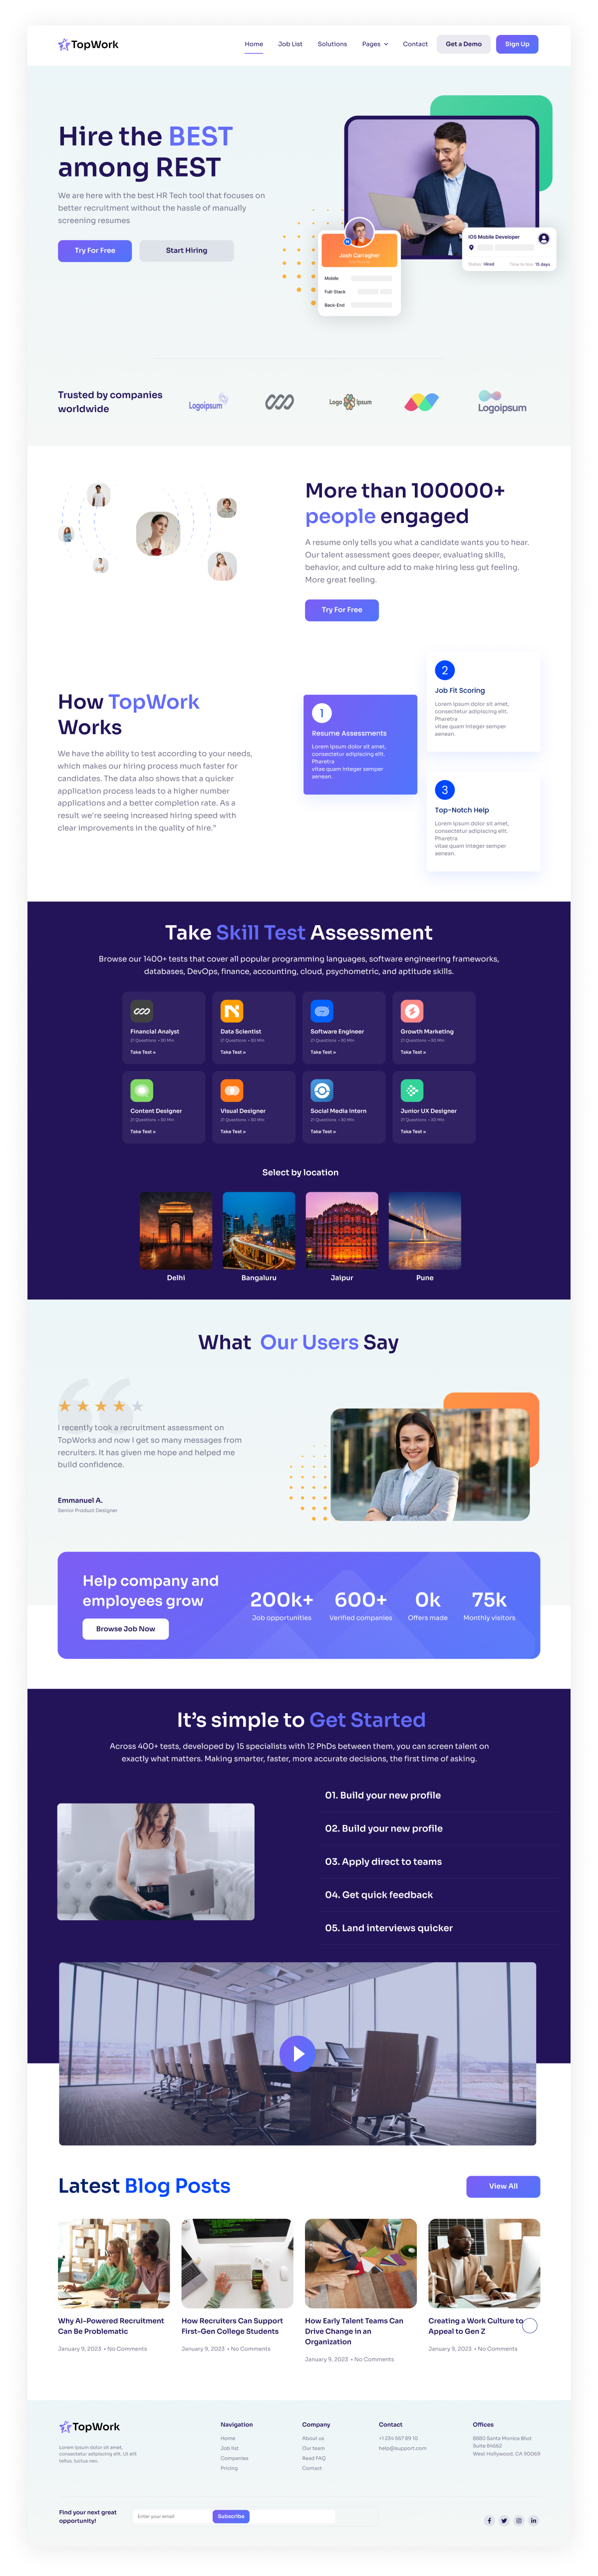 TopWork
Home Job List Solutions Pages Contact Get a Demo Sign Up
Hire the BEST
among REST
We are here with the best HR Tech tool that focuses on
better recruitment without the hassle of manually
screening resumes
Try For Free Start Hiring
IOS Mobile Developer
Status Hired Time to hire 15 days
Josh Carragher
Mobile
Full-Stack
Back-End
Trusted by companies
worldwide
Logoipsum
Logo Ipsum
Logoipsum
More than 100000+
people engaged
A resume only tells you what a candidate wants you to hear.
Our talent assessment goes deeper, evaluating skills,
behavior, and culture add to make hiring less gut feeling.
More great feeling.
Try For Free
How TopWork
Works
We have the ability to test according to your needs,
which makes our hiring process much faster for
candidates. The data also shows that a quicker
application process leads to a higher number
applications and a better completion rate. As a
result we're seeing increased hiring speed with
clear improvements in the quality of hire."
1
Resume Assessments
Lorem ipsum dolor sit amet,
consectetur adipiscing elit.
Pharetra
vitae quam integer semper
aenean.
2
Job Fit Scoring
Lorem ipsum dolor sit amet,
consectetur adipiscing elit.
Pharetra
vitae quam integer semper
aenean.
3
Top-Notch Help
Lorem ipsum dolor sit amet,
consectetur adipiscing elit.
Pharetra
vitae quam integer semper
aenean.
Take Skill Test Assessment
Browse our 1400+ tests that cover all popular programming languages, software engineering frameworks,
databases, DevOps, finance, accounting, cloud, psychometric, and aptitude skills.
Financial Analyst
21 Questions • 30 Min
Take Test »
Data Scientist
21 Questions • 30 Min
Take Test »
Software Engineer
21 Questions • 30 Min
Take Test »
Growth Marketing
21 Questions • 30 Min
Take Test »
Content Designer
21 Questions • 30 Min
Take Test »
Visual Designer
21 Questions • 30 Min
Take Test »
Social Media Intern
21 Questions • 30 Min
Take Test »
Junior UX Designer
21 Questions • 30 Min
Take Test »
Select by location
Delhi Bangaluru Jaipur Pune
What Our Users Say
I recently took a recruitment assessment on
TopWorks and now I get so many messages from
recruiters. It has given me hope and helped me
build confidence.
Emmanuel A.
Senior Product Designer
Help company and
employees grow
Browse Job Now
200k+ 600+ 0k 75k
Job opportunities Verified companies Offers made Monthly visitors
It's simple to Get Started
Across 400+ tests, developed by 15 specialists with 12 PhDs between them, you can screen talent on
exactly what matters. Making smarter, faster, more accurate decisions, the first time of asking.
01. Build your new profile
02. Build your new profile
03. Apply direct to teams
04. Get quick feedback
05. Land interviews quicker
Latest Blog Posts
View All
Why AI-Powered Recruitment
Can Be Problematic
January 9, 2023 • No Comments
How Recruiters Can Support
First-Gen College Students
January 9, 2023 • No Comments
How Early Talent Teams Can
Drive Change in an
Organization
January 9, 2023 • No Comments
Creating a Work Culture to
Appeal to Gen Z
January 9, 2023 • No Comments
TopWork
Lorem ipsum dolor sit amet,
consectetur adipiscing elit. Ut elit
tellus, luctus nec.
Navigation
Home
Job list
Companies
Pricing
Company
About us
Our team
Read FAQ
Contact
Contact
+1 234 567 89 10
help@support.com
Offices
8880 Santa Monica Blvd
Suite 84662
West Hollywood, CA 90069
Find your next great
opportunity!
Enter your email
Subscribe